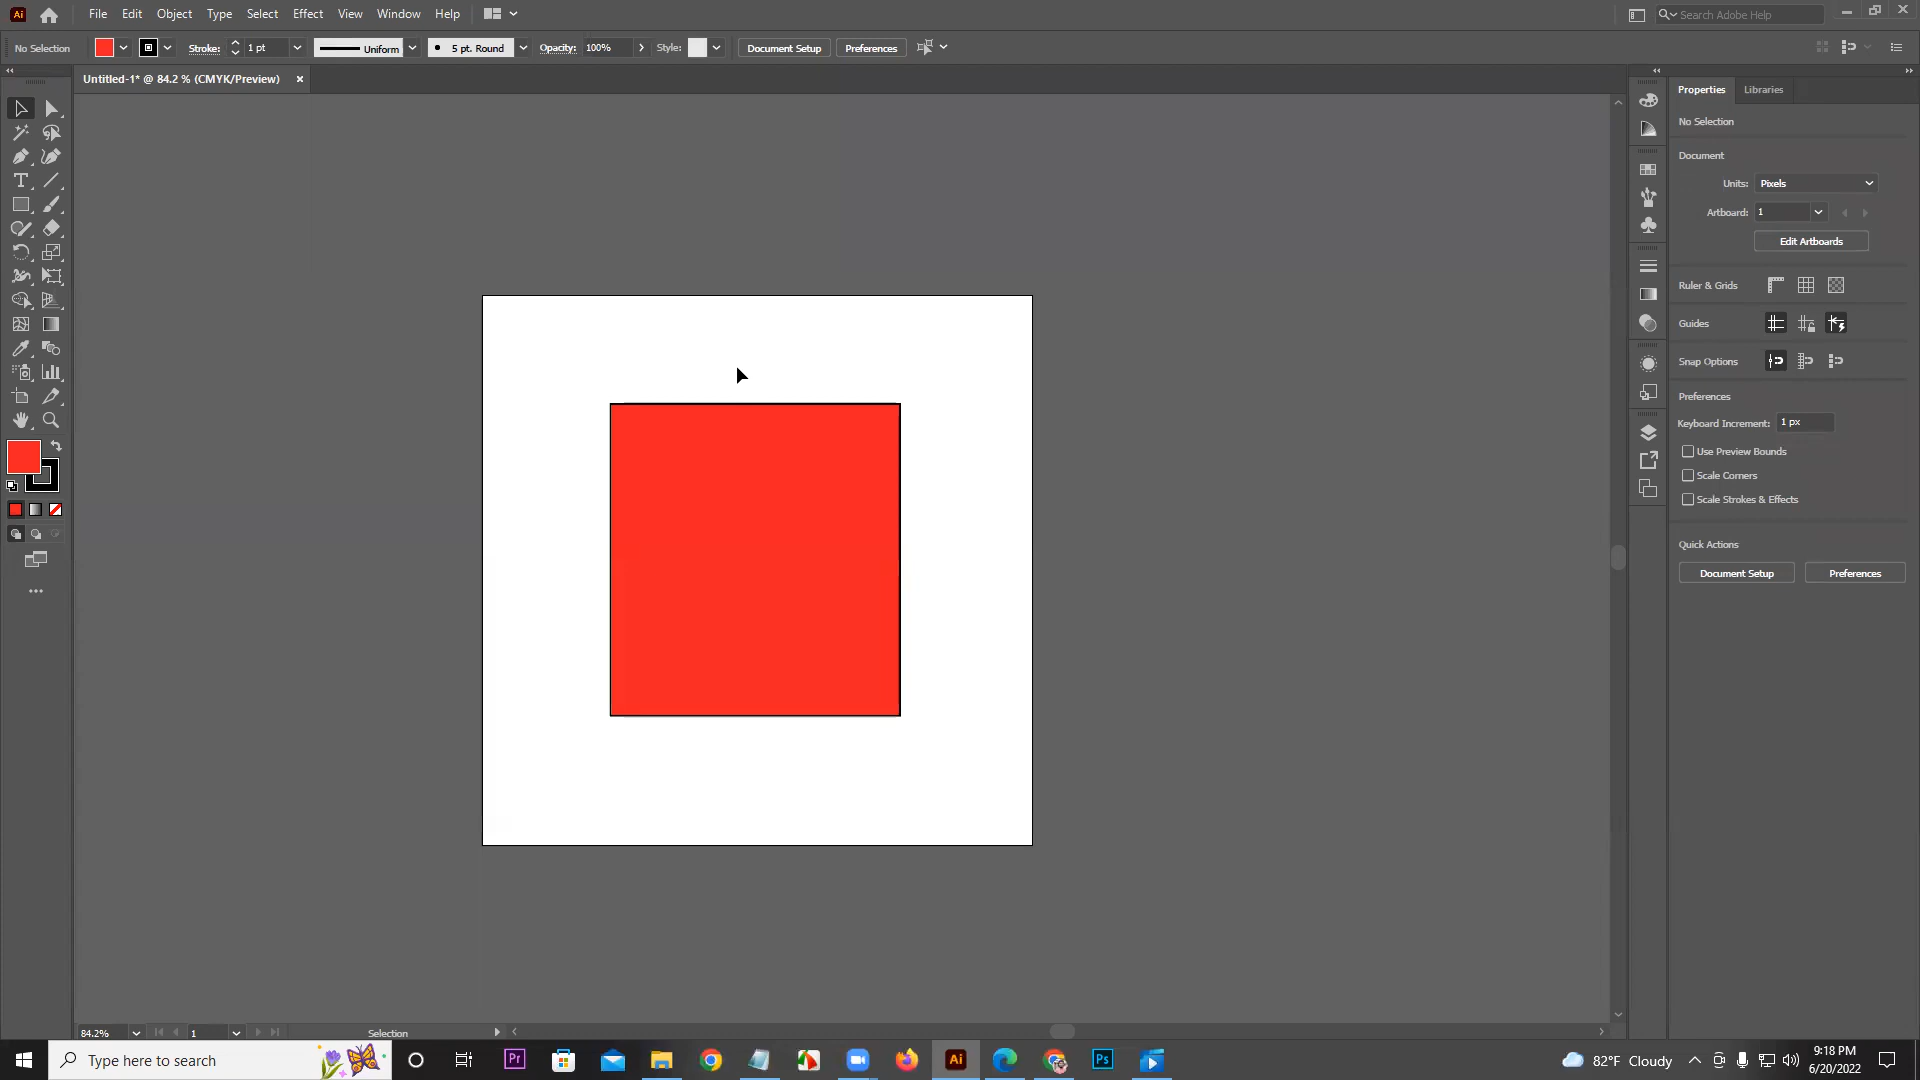 Ai File Edit Object Type Select Effect View Window Help Search Adobe Help
No Selection Stroke: 1 pt Uniform 5 pt. Round Opacity: 100% Style: Document Setup Preferences
Untitled-1* @ 84.2 % (CMYK/Preview) ×
Properties Libraries
No Selection
Document
Units: Pixels
Artboard: 1
Edit Artboards
Ruler & Grids
Guides
Snap Options
Preferences
Keyboard Increment: 1 px
Use Preview Bounds
Scale Corners
Scale Strokes & Effects
Quick Actions
Document Setup Preferences
84.2% 1 Selection
Type here to search Pr Ai Ps 82°F Cloudy 9:18 PM
6/20/2022